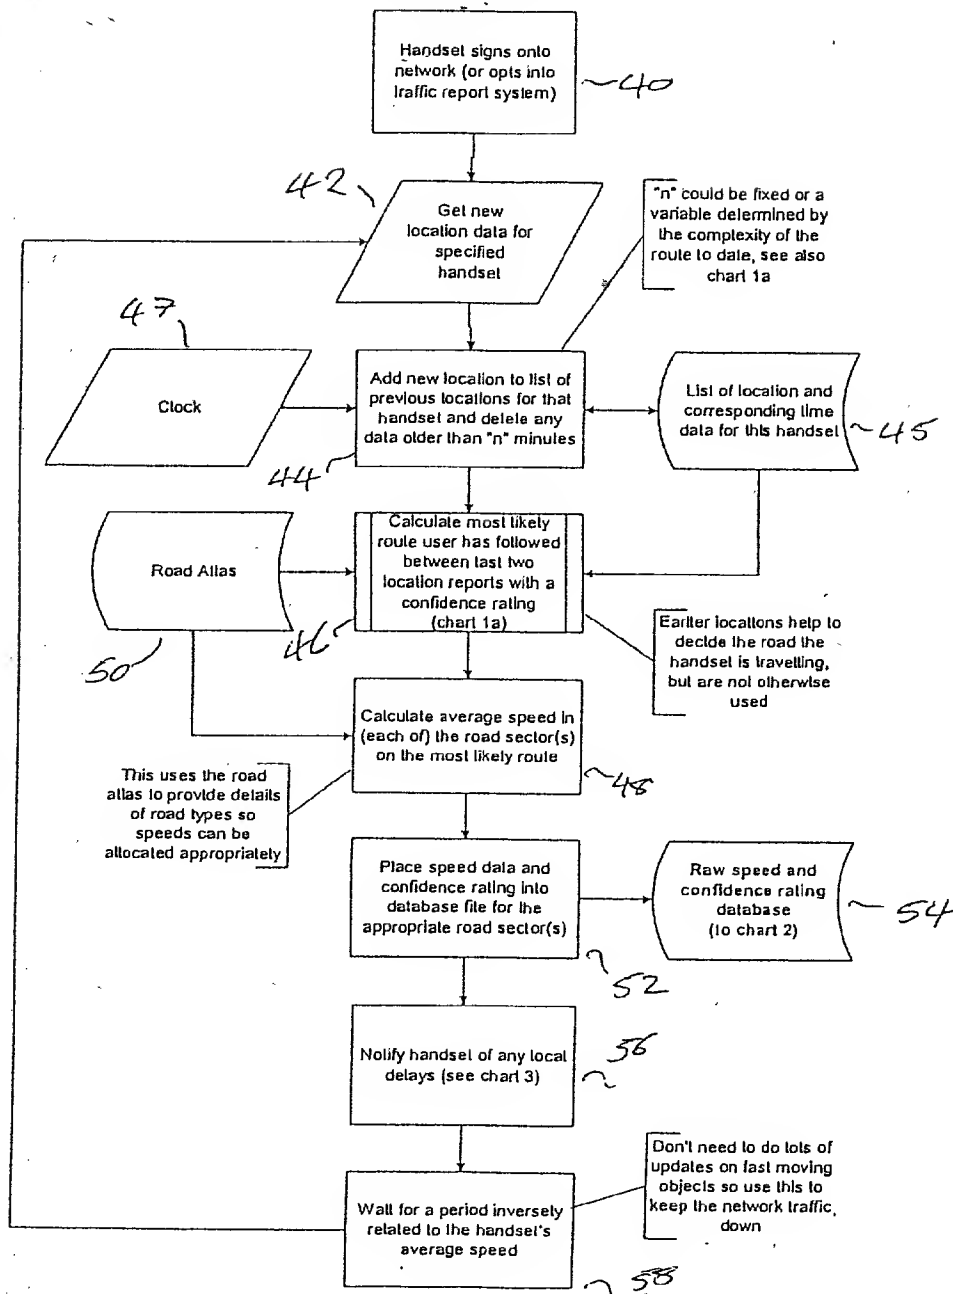 Handset signs onto
network (or opts into
traffic report system)
40
42
Get new
location data for
specified
handset
"n" could be fixed or a
variable determined by
the complexity of the
route to date, see also
chart 1a
47
Clock
Add new location to list of
previous locations for that
handset and delete any
data older than "n" minutes
44
List of location and
corresponding time
data for this handset
45
Road Atlas
50
Calculate most likely
route user has followed
between last two
location reports with a
confidence rating
(chart 1a)
46
Earlier locations help to
decide the road the
handset is travelling,
but are not otherwise
used
Calculate average speed in
(each of) the road sector(s)
on the most likely route
48
This uses the road
atlas to provide details
of road types so
speeds can be
allocated appropriately
Place speed data and
confidence rating into
database file for the
appropriate road sector(s)
52
Raw speed and
confidence rating
database
(to chart 2)
54
Notify handset of any local
delays (see chart 3)
56
Wait for a period inversely
related to the handset's
average speed
58
Don't need to do lots of
updates on fast moving
objects so use this to
keep the network traffic,
down